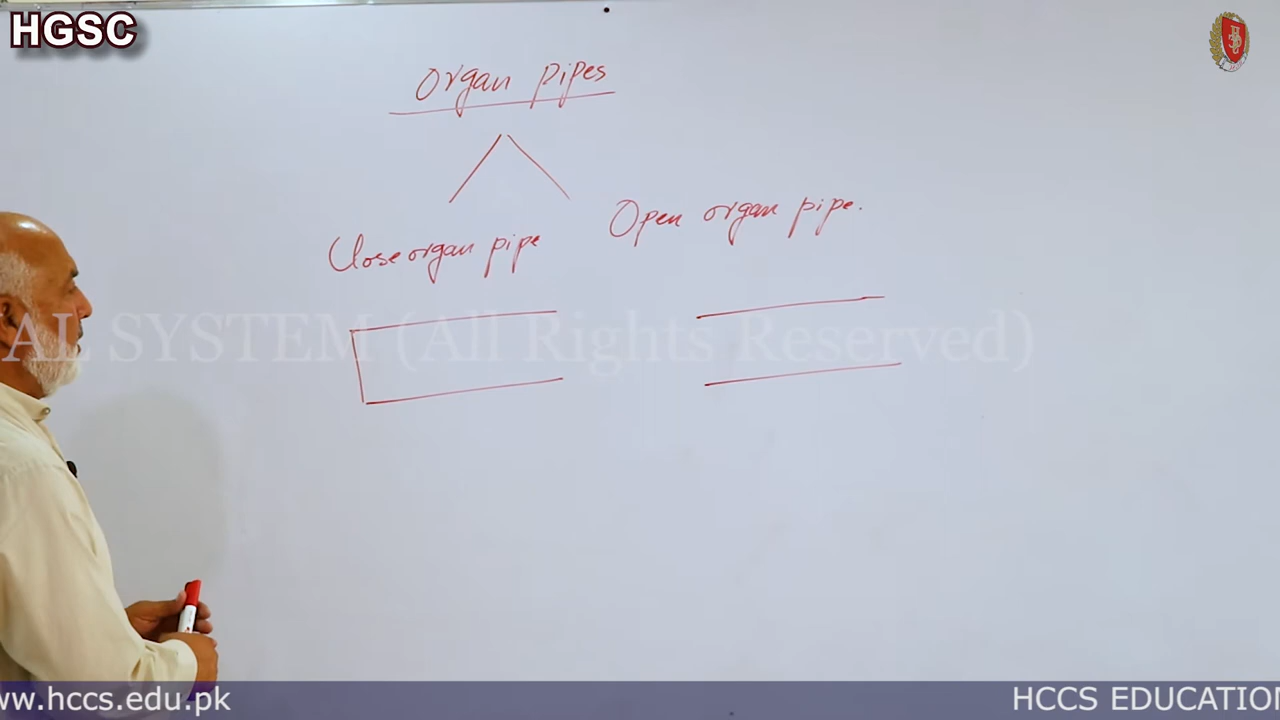 HGSC
Organ pipes
Close organ pipe
Open organ pipe.
AL SYSTEM (All Rights Reserved)
ww.hccs.edu.pk
HCCS EDUCATION